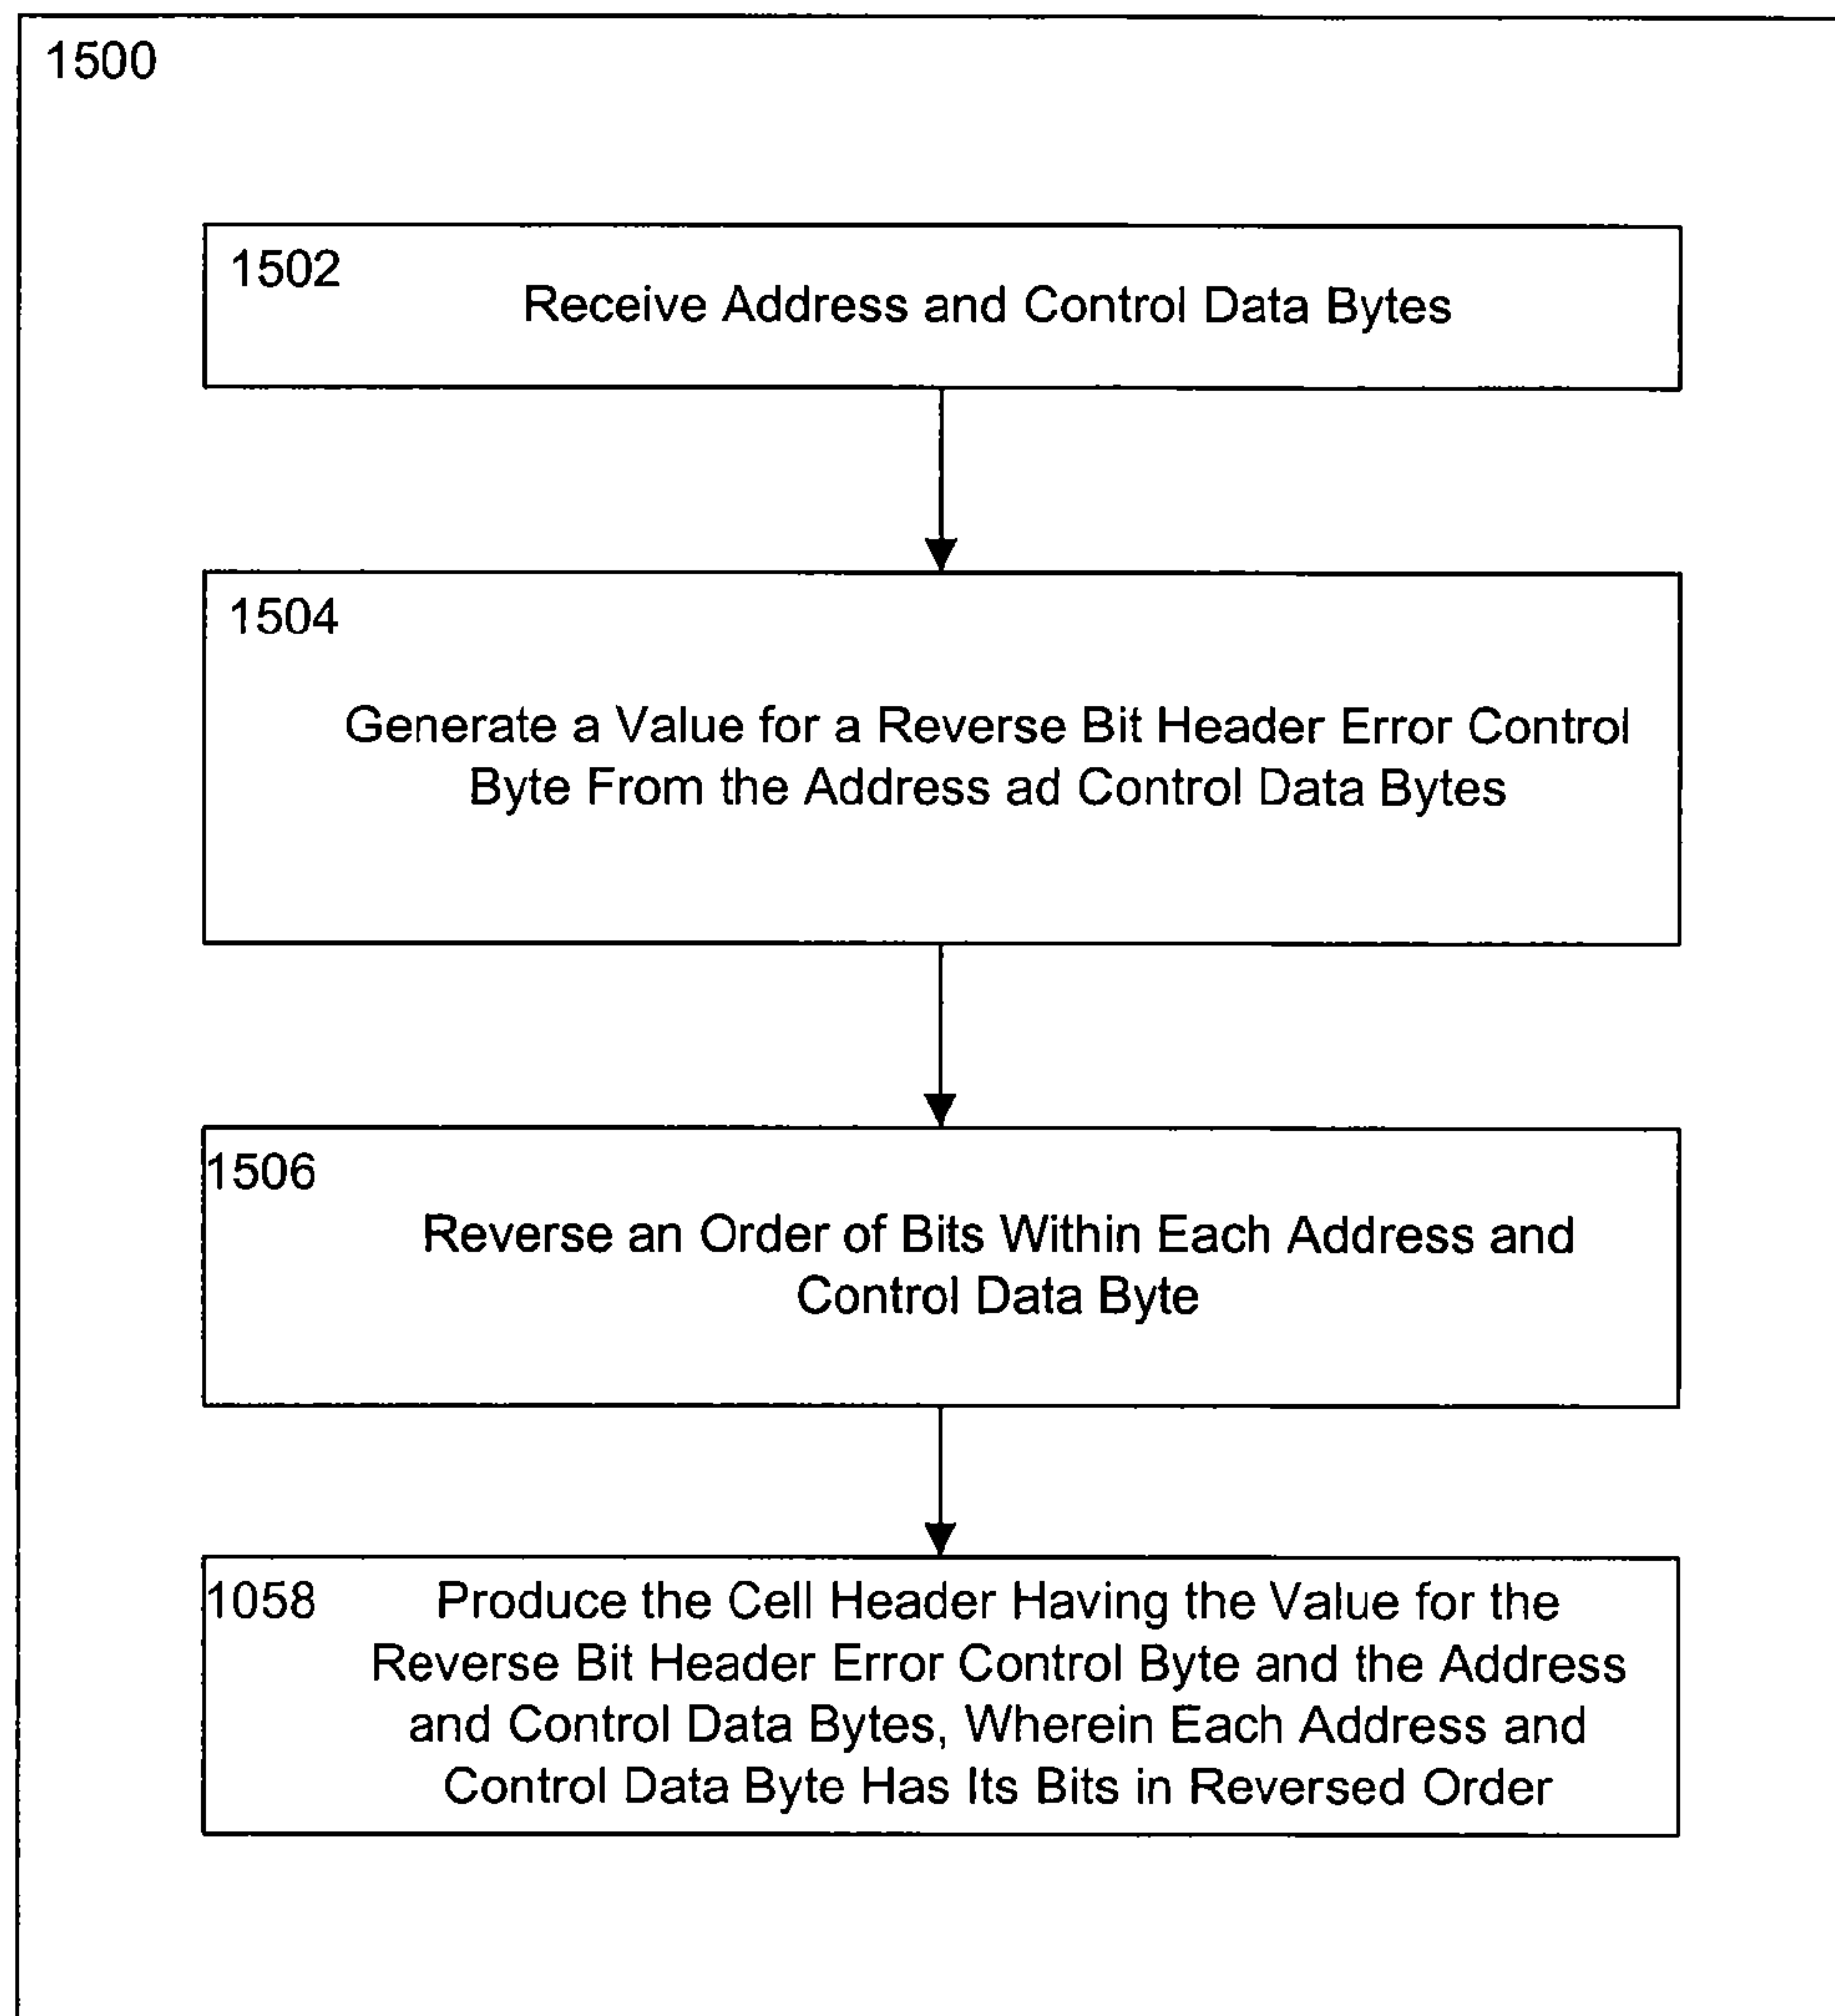 1500
1502
Receive Address and Control Data Bytes
1504
Generate a Value for a Reverse Bit Header Error Control
Byte From the Address ad Control Data Bytes
1506
Reverse an Order of Bits Within Each Address and
Control Data Byte
1058 Produce the Cell Header Having the Value for the
Reverse Bit Header Error Control Byte and the Address
and Control Data Bytes, Wherein Each Address and
Control Data Byte Has Its Bits in Reversed Order